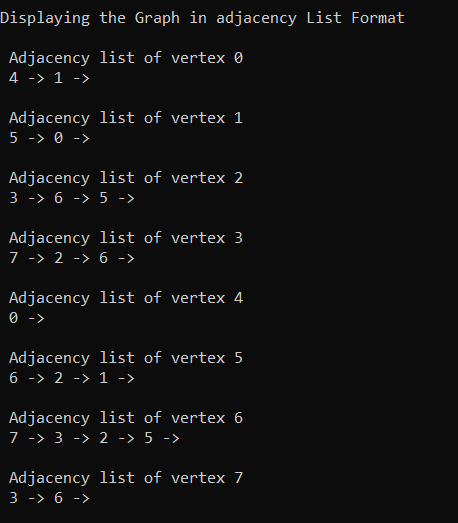 Displaying the Graph in adjacency List Format
Adjacency list of vertex 0
4 -> 1 ->
Adjacency list of vertex 1
5 -> 0 ->
Adjacency list of vertex 2
3 -> 6 -> 5 ->
Adjacency list of vertex 3
7 -> 2 -> 6 ->
Adjacency list of vertex 4
0 ->
Adjacency list of vertex 5
6 -> 2 -> 1 ->
Adjacency list of vertex 6
7 -> 3 -> 2 -> 5 ->
Adjacency list of vertex 7
3 -> 6 ->